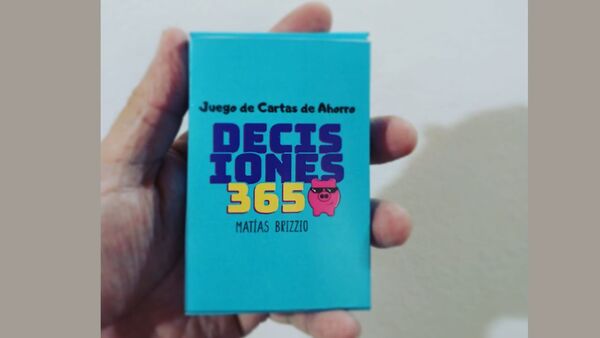 Juego de Cartas de Ahorro
DECIS
IONES
365
MATÍAS BRIZZIO